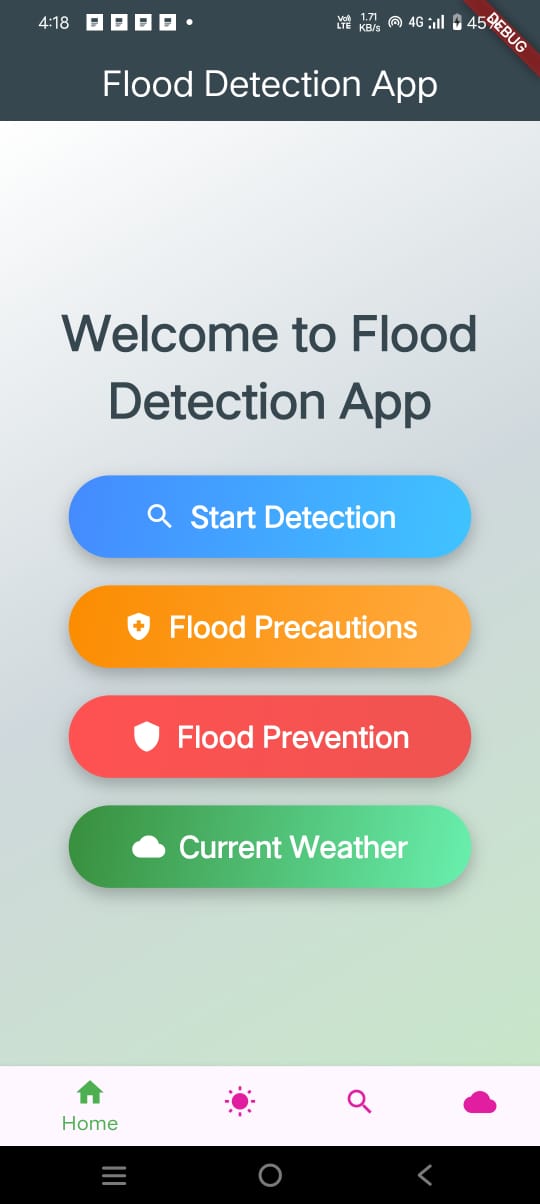 4:18 Vo) LTE 1.71 KB/s 4G 45%
DEBUG
Flood Detection App
Welcome to Flood
Detection App
Start Detection
Flood Precautions
Flood Prevention
Current Weather
Home